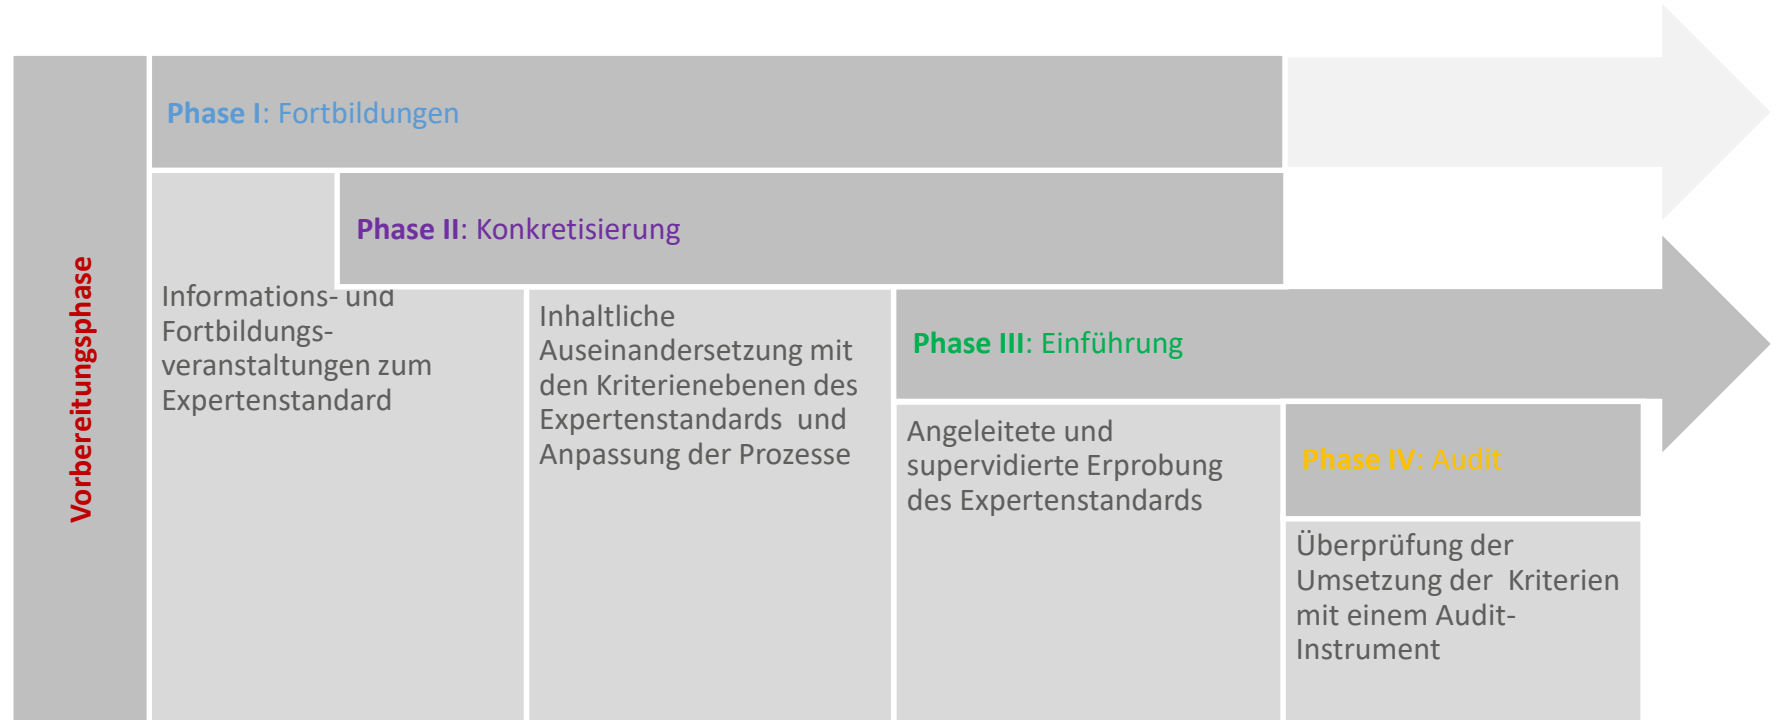 Vorbereitungsphase
Phase I: Fortbildungen
Informations- und
Fortbildungs-
veranstaltungen zum
Expertenstandard
Phase II: Konkretisierung
Inhaltliche
Auseinandersetzung mit
den Kriterienebenen des
Expertenstandards  und
Anpassung der Prozesse
Phase III: Einführung
Angeleitete und
supervidierte Erprobung
des Expertenstandards
Phase IV: Audit
Überprüfung der
Umsetzung der  Kriterien
mit einem Audit-
Instrument